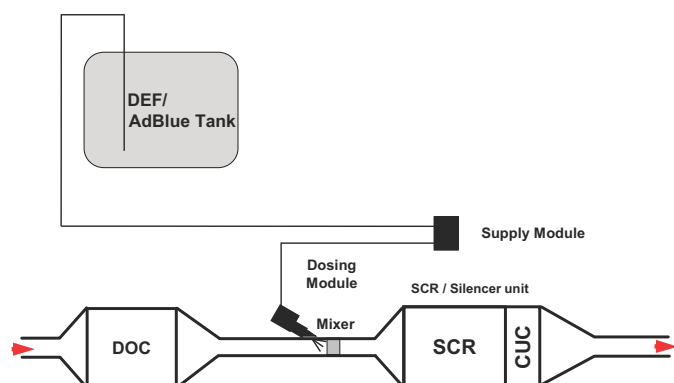 DEF/
AdBlue Tank
Supply Module
Dosing
Module
SCR / Silencer unit
Mixer
DOC
SCR
CUC